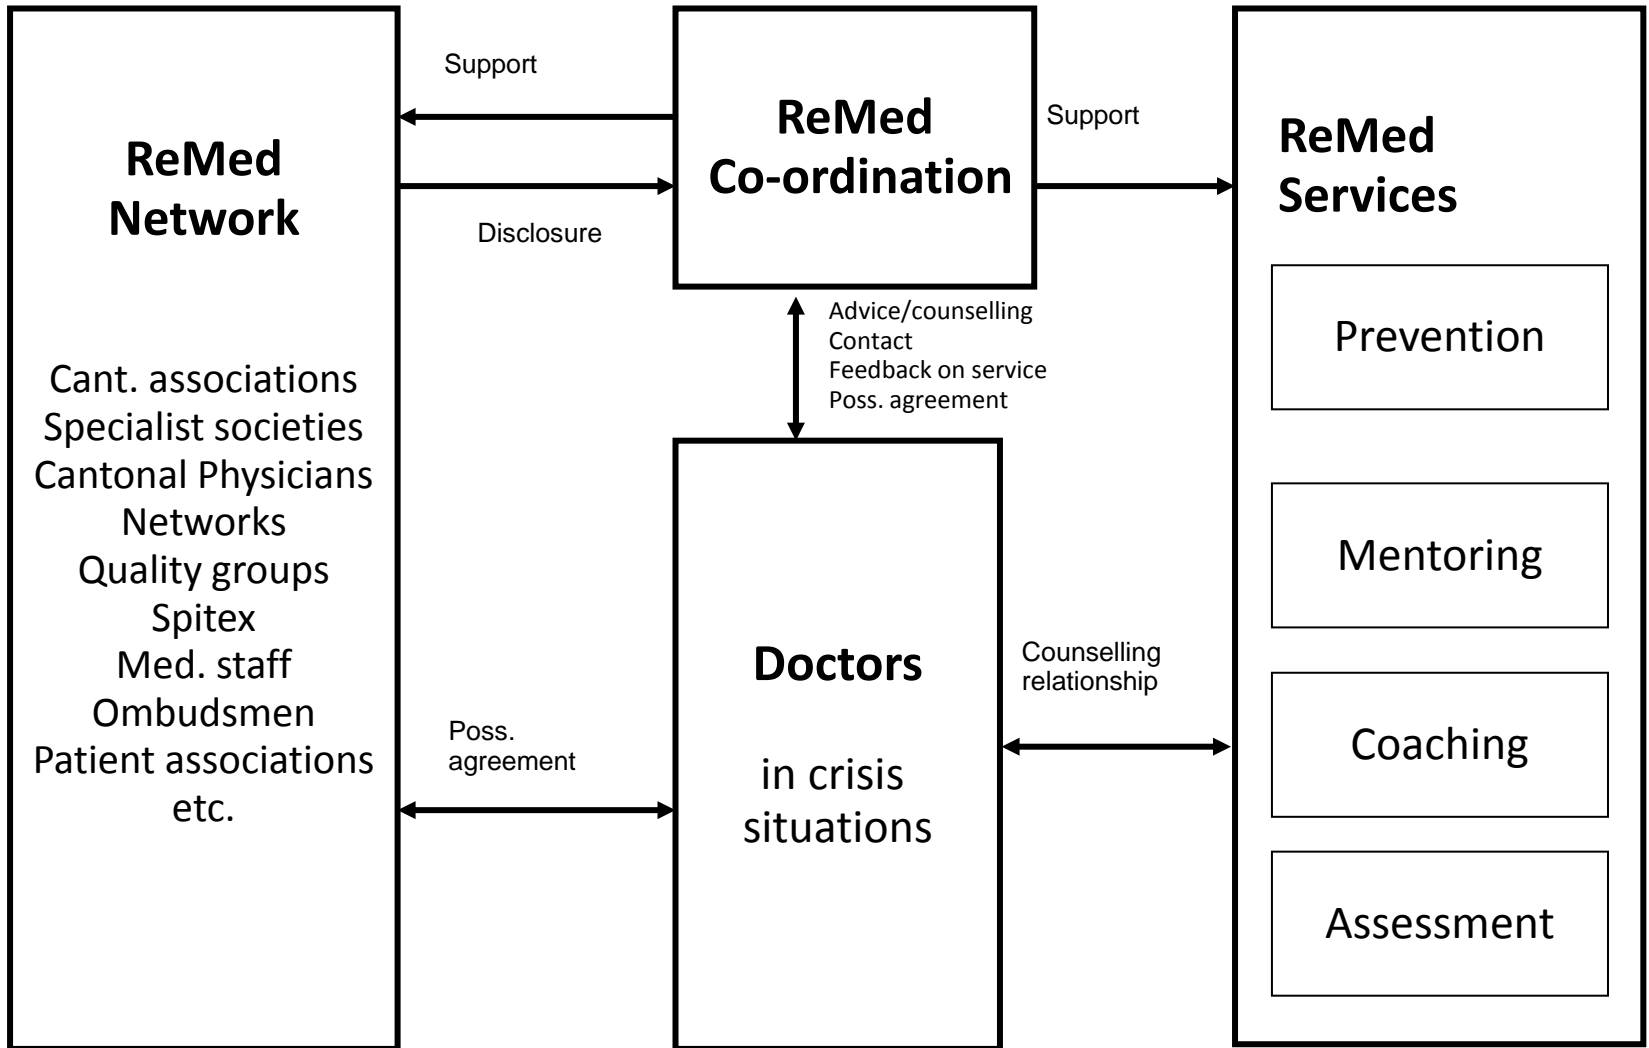 ReMed
Network
Cant. associations
Specialist societies
Cantonal Physicians
Networks
Quality groups
Spitex
Med. staff
Ombudsmen
Patient associations
etc.
Support
Disclosure
ReMed
Co-ordination
Support
Advice/counselling
Contact
Feedback on service
Poss. agreement
Doctors
in crisis
situations
Poss.
agreement
Counselling
relationship
ReMed
Services
Prevention
Mentoring
Coaching
Assessment